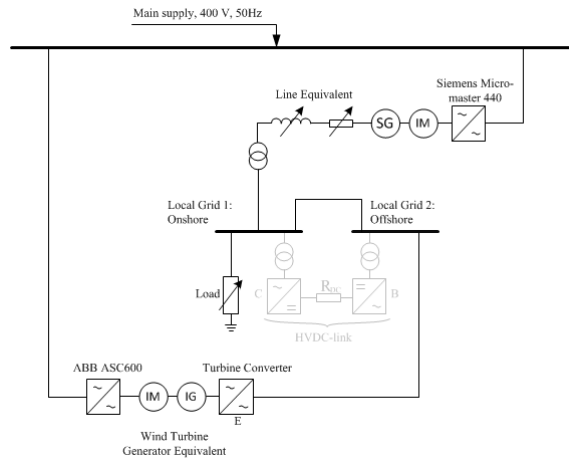 Main supply, 400 V, 50Hz
Siemens Micro-
master 440
Line Equivalent
SG
IM
Local Grid 1:
Onshore
Local Grid 2:
Offshore
Load
C
RDC
B
HVDC-link
ABB ASC600
Turbine Converter
IM
IG
E
Wind Turbine
Generator Equivalent